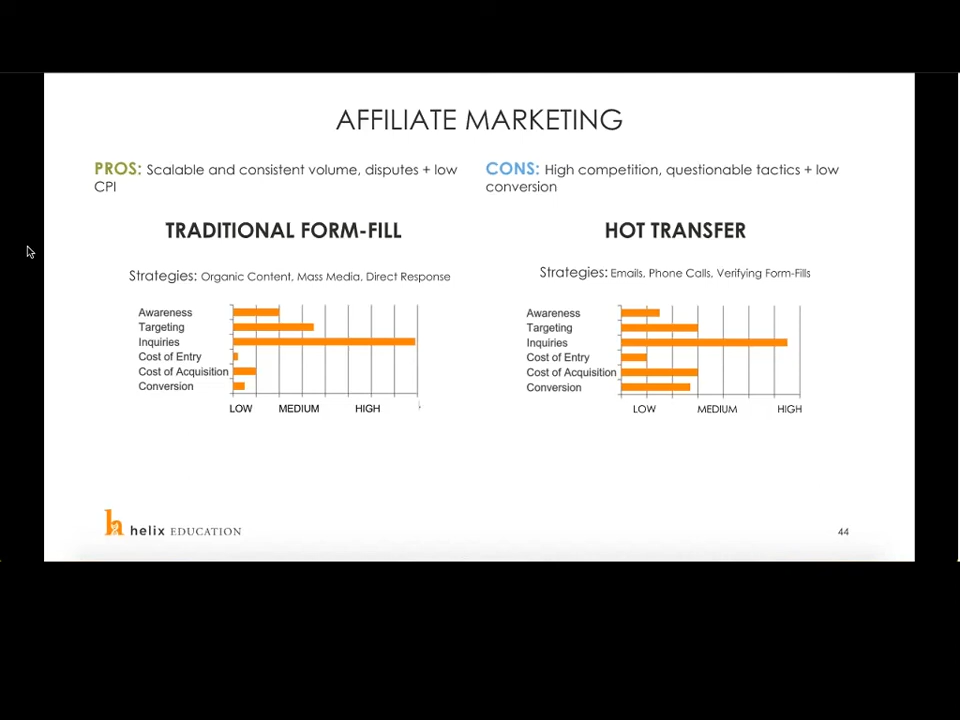 AFFILIATE MARKETING
PROS: Scalable and consistent volume, disputes + low
CPI
CONS: High competition, questionable tactics + low
conversion
TRADITIONAL FORM-FILL
Strategies: Organic Content, Mass Media, Direct Response
Awareness
Targeting
Inquiries
Cost of Entry
Cost of Acquisition
Conversion
LOW MEDIUM HIGH
HOT TRANSFER
Strategies: Emails, Phone Calls, Verifying Form-Fills
Awareness
Targeting
Inquiries
Cost of Entry
Cost of Acquisition
Conversion
LOW MEDIUM HIGH
helix EDUCATION
44